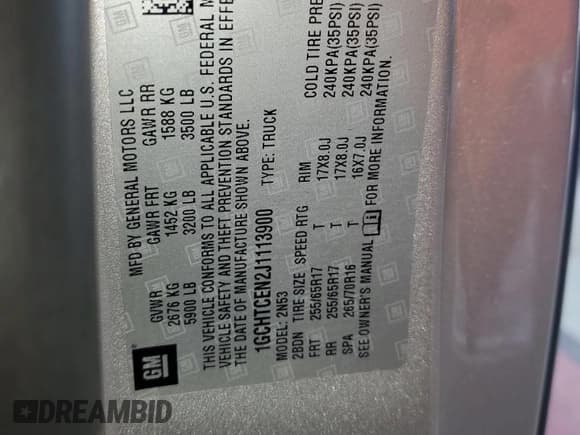 MFD BY GENERAL MOTORS LLC
GVWR GAWR FRT GAWR RR
2676 KG 1452 KG 1588 KG
5900 LB 3200 LB 3500 LB
THIS VEHICLE CONFORMS TO ALL APPLICABLE U.S. FEDERAL M
VEHICLE SAFETY AND THEFT PREVENTION STANDARDS IN EFFE
THE DATE OF MANUFACTURE SHOWN ABOVE.
1GCHTCEN2J1113900 TYPE: TRUCK
MODEL: 2N53
2BDN TIRE SIZE SPEED RTG RIM COLD TIRE PRE
FRT 255/65R17 T 17X8.0J 240KPA(35PSI)
RR 255/65R17 T 17X8.0J 240KPA(35PSI)
SPA 265/70R16 T 16X7.0J 240KPA(35PSI)
SEE OWNER'S MANUAL FOR MORE INFORMATION.
GM
DREAMBID